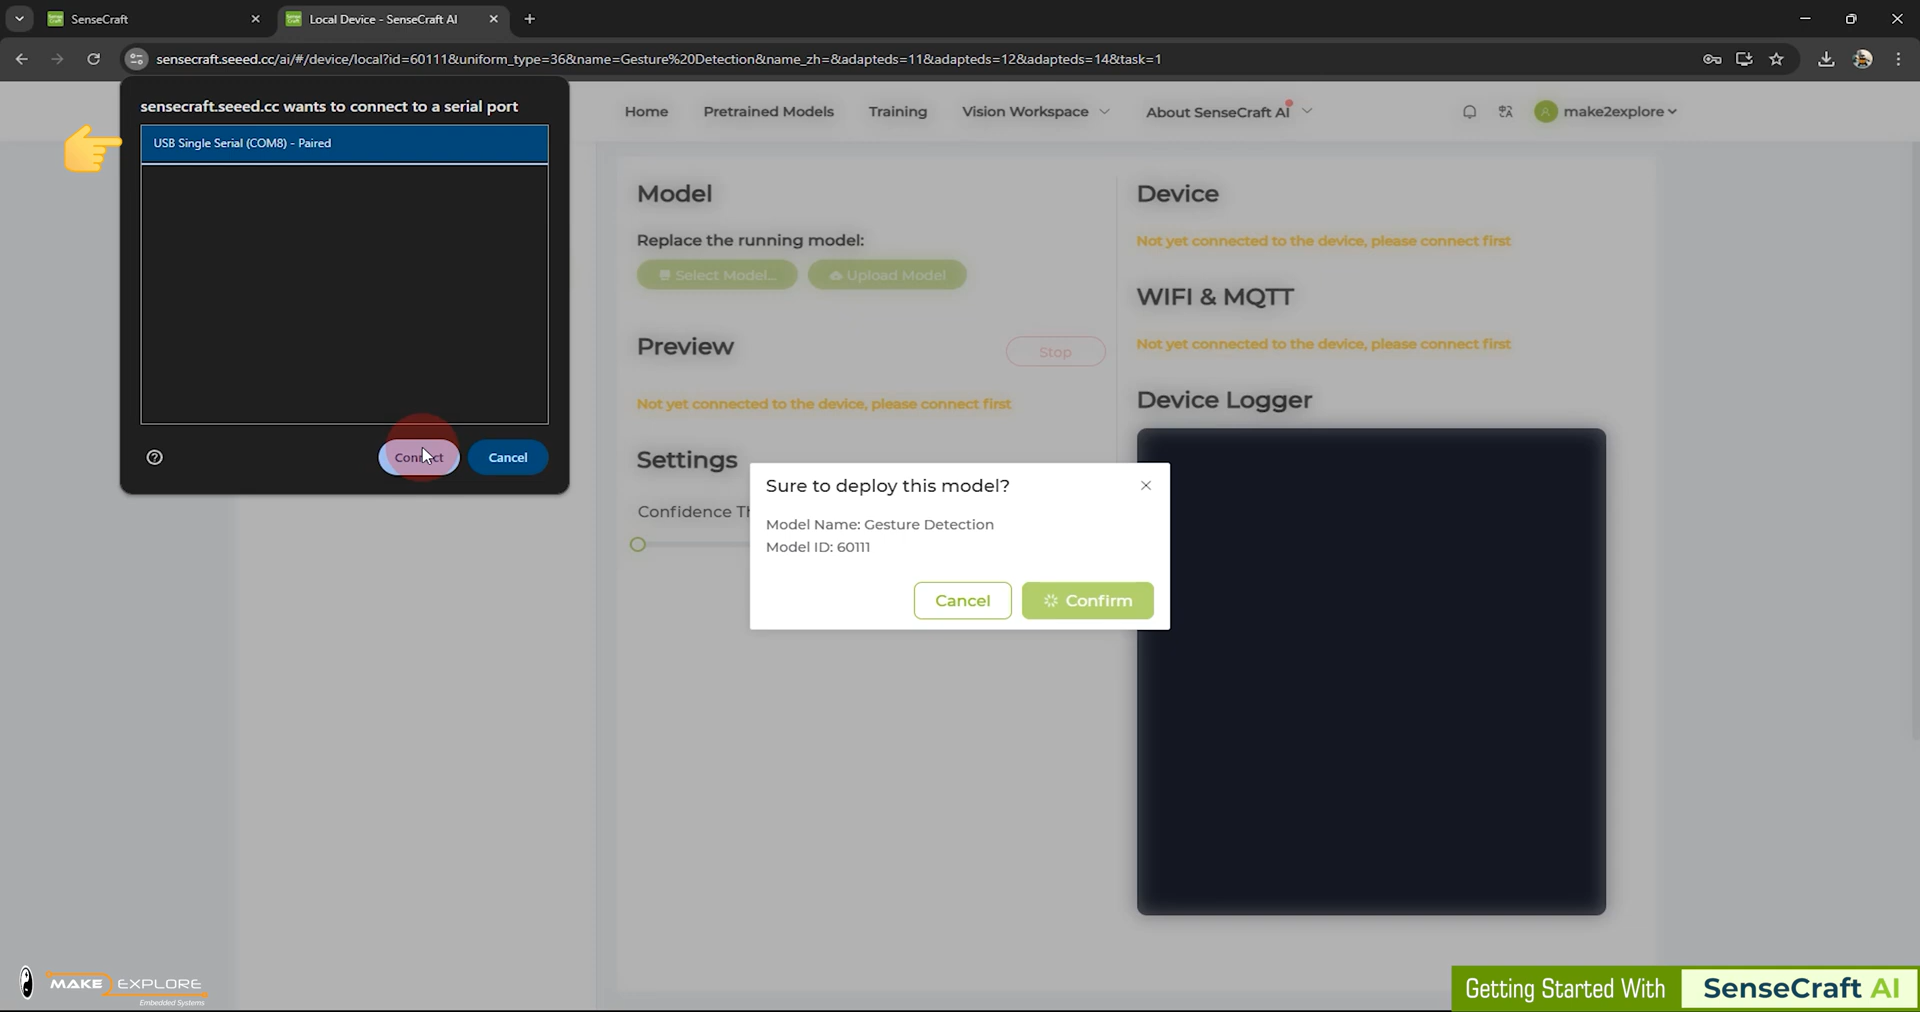 SenseCraft
Local Device - SenseCraft AI
sensecraft.seeed.cc/ai/#/device/local?id=60111&uniform_type=36&name=Gesture%20Detection&name_zh=&adapteds=11&adapteds=12&adapteds=14&task=1
sensecraft.seeed.cc wants to connect to a serial port
USB Single Serial (COM8) - Paired
Connect
Cancel
Home
Pretrained Models
Training
Vision Workspace
About SenseCraft AI
make2explore
Model
Replace the running model:
Select Model...
Upload Model
Preview
Stop
Not yet connected to the device, please connect first
Settings
Confidence Th
Device
Not yet connected to the device, please connect first
WIFI & MQTT
Not yet connected to the device, please connect first
Device Logger
Sure to deploy this model?
Model Name: Gesture Detection
Model ID: 60111
Cancel
Confirm
MAKE 2 EXPLORE
Embedded Systems
Getting Started With
SenseCraft AI